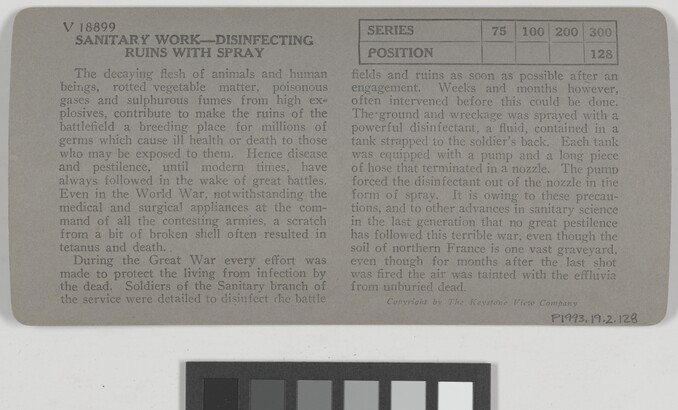 V 18899
SANITARY WORK—DISINFECTING
RUINS WITH SPRAY
The decaying flesh of animals and human
beings, rotted vegetable matter, poisonous
gases and sulphurous fumes from high ex-
plosives, contribute to make the ruins of the
battlefield a breeding place for millions of
germs which cause ill health or death to those
who may be exposed to them. Hence disease
and pestilence, until modern times, have
always followed in the wake of great battles.
Even in the World War, notwithstanding the
medical and surgical appliances at the com-
mand of all the contesting armies, a scratch
from a bit of broken shell often resulted in
tetanus and death.
During the Great War every effort was
made to protect the living from infection by
the dead. Soldiers of the Sanitary branch of
the service were detailed to disinfect the battle
SERIES 75 100 200 300
POSITION 128
fields and ruins as soon as possible after an
engagement. Weeks and months however,
often intervened before this could be done.
The ground and wreckage was sprayed with a
powerful disinfectant, a fluid, contained in a
tank strapped to the soldier's back. Each tank
was equipped with a pump and a long piece
of hose that terminated in a nozzle. The pump
forced the disinfectant out of the nozzle in the
form of spray. It is owing to these precau-
tions, and to other advances in sanitary science
in the last generation that no great pestilence
has followed this terrible war, even though the
soil of northern France is one vast graveyard,
even though for months after the last shot
was fired the air was tainted with the effluvia
from unburied dead.
Copyright by The Keystone View Company
P1993.19.2.128